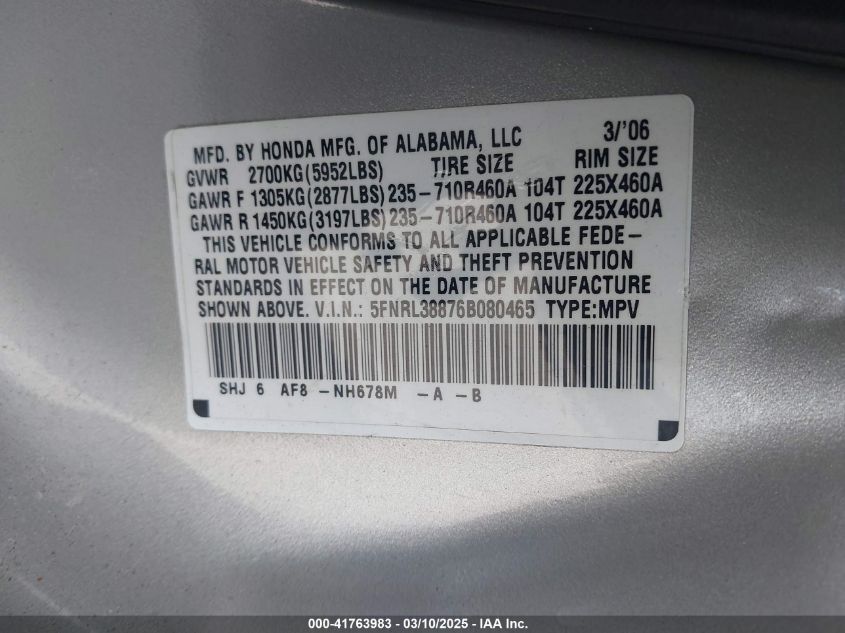 MFD. BY HONDA MFG. OF ALABAMA, LLC 3/'06
GVWR 2700KG(5952LBS) TIRE SIZE RIM SIZE
GAWR F 1305KG(2877LBS) 235-710R460A 104T 225X460A
GAWR R 1450KG(3197LBS) 235-710R460A 104T 225X460A
THIS VEHICLE CONFORMS TO ALL APPLICABLE FEDE-
RAL MOTOR VEHICLE SAFETY AND THEFT PREVENTION
STANDARDS IN EFFECT ON THE DATE OF MANUFACTURE
SHOWN ABOVE. V.I.N.: 5FNRL38876B080465 TYPE:MPV
SHJ 6 AF8 -NH678M -A -B
000-41763983 - 03/10/2025 - IAA Inc.